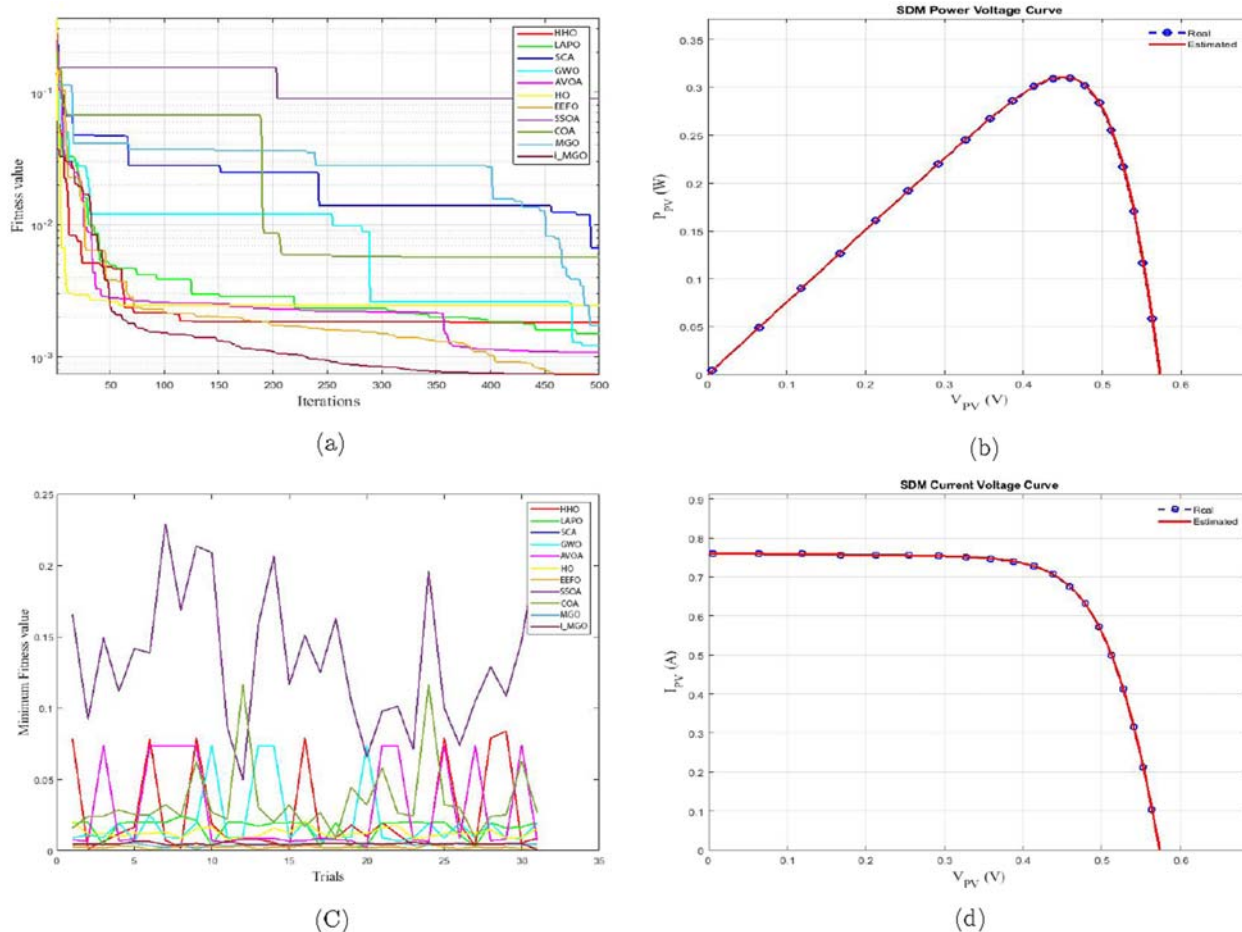 HHO
LAPO
SCA
GWO
AVOA
HO
EEFO
SSOA
COA
MGO
I_MGO
Fitness value
10-1
10-2
10-3
50 100 150 200 250 300 350 400 450 500
Iterations
(a)
SDM Power Voltage Curve
Real
Estimated
P_PV (W)
0.35
0.3
0.25
0.2
0.15
0.1
0.05
0
0 0.1 0.2 0.3 0.4 0.5 0.6
V_PV (V)
(b)
HHO
LAPO
SCA
GWO
AVOA
HO
EEFO
SSOA
COA
MGO
I_MGO
Minimum Fitness value
0.25
0.2
0.15
0.1
0.05
0
0 5 10 15 20 25 30 35
Trials
(C)
SDM Current Voltage Curve
Real
Estimated
I_PV (A)
0.9
0.8
0.7
0.6
0.5
0.4
0.3
0.2
0.1
0
0 0.1 0.2 0.3 0.4 0.5 0.6
V_PV (V)
(d)